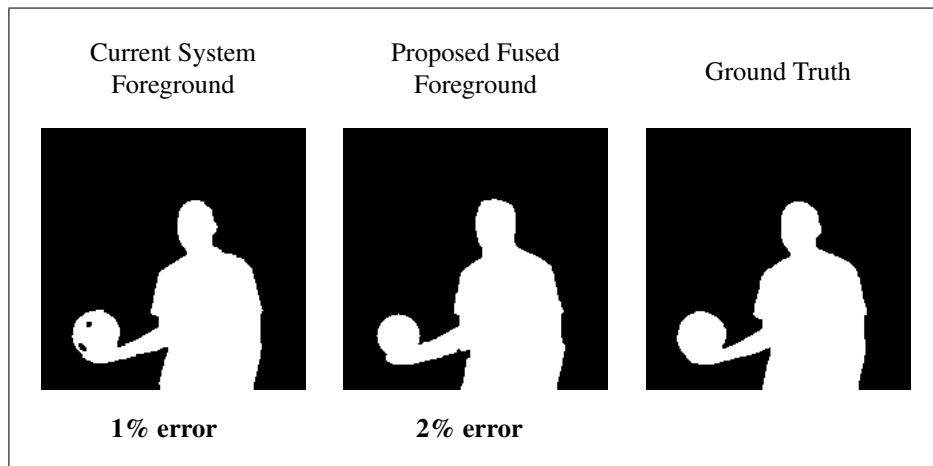 Current System
Foreground
Proposed Fused
Foreground
Ground Truth
1% error
2% error